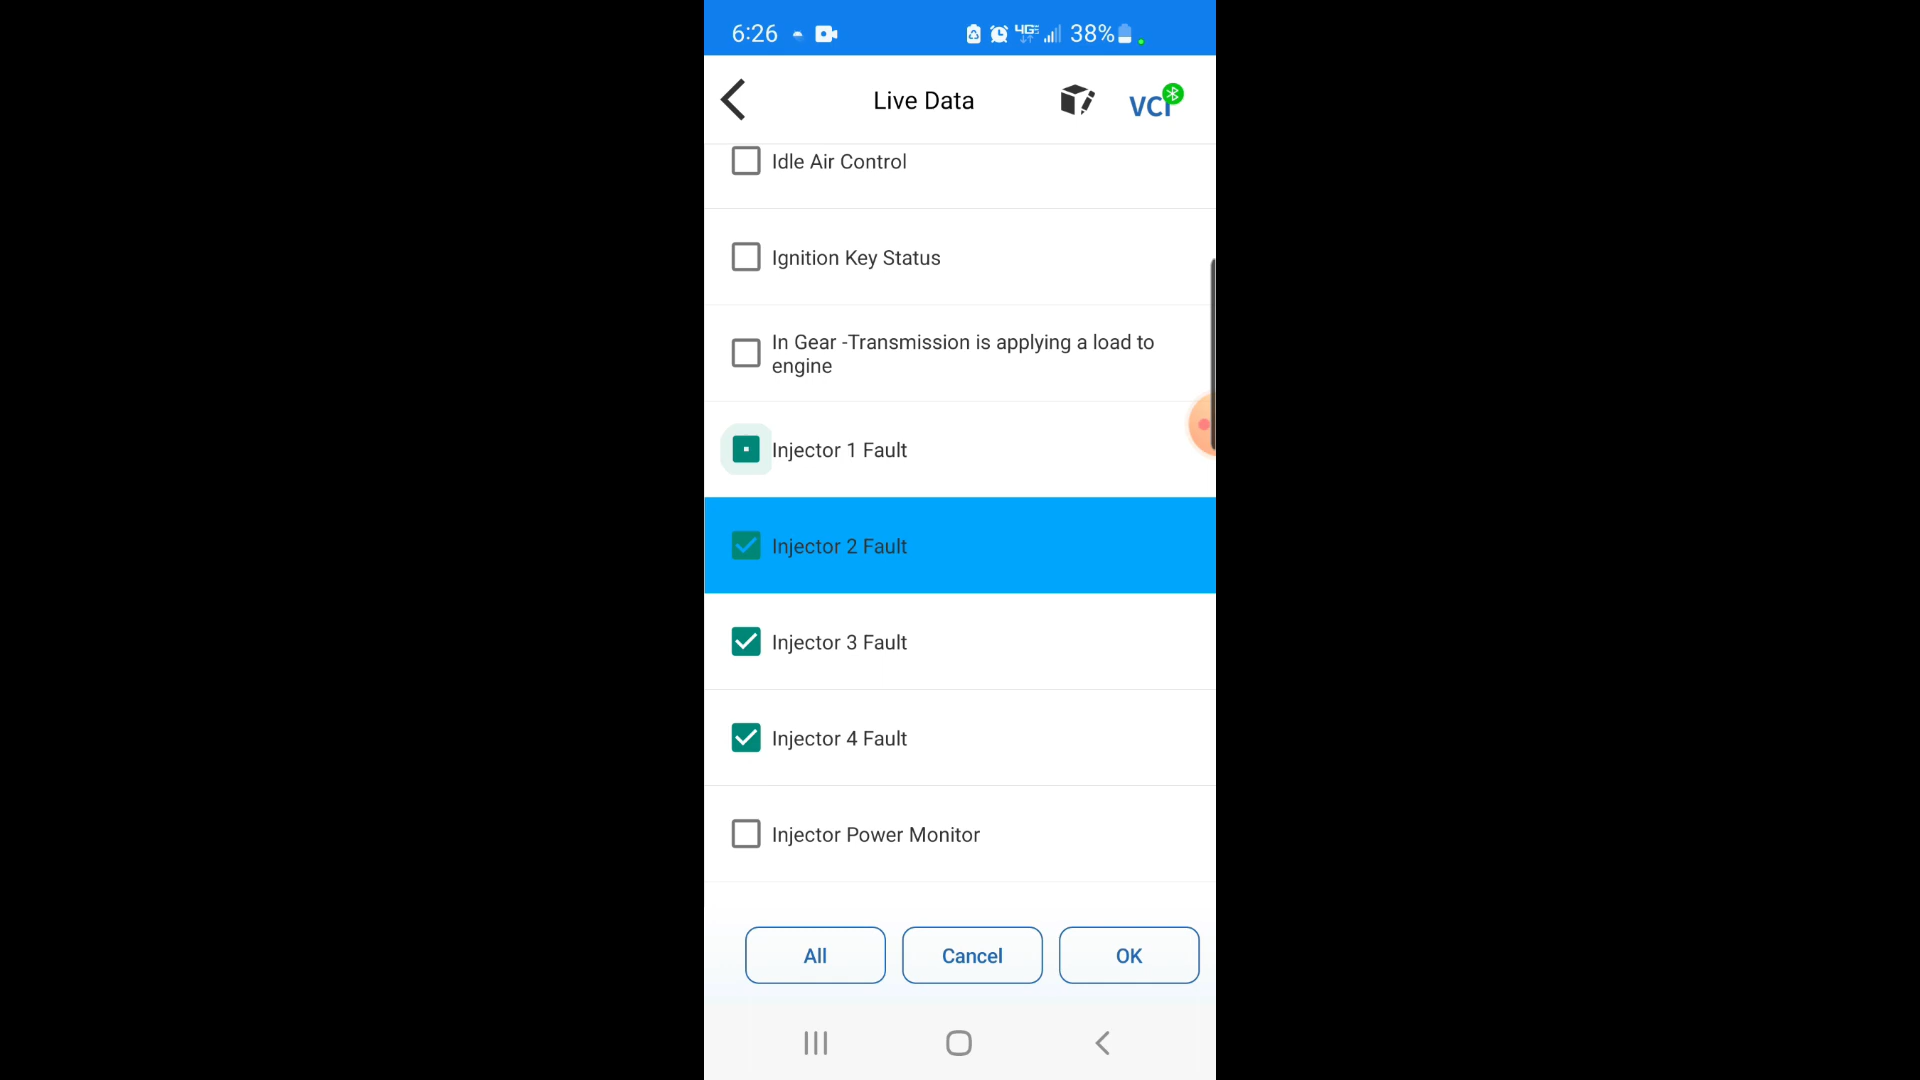 6:26
4GE 38%
Live Data
VCI
Idle Air Control
Ignition Key Status
In Gear -Transmission is applying a load to
engine
Injector 1 Fault
Injector 2 Fault
Injector 3 Fault
Injector 4 Fault
Injector Power Monitor
All
Cancel
OK